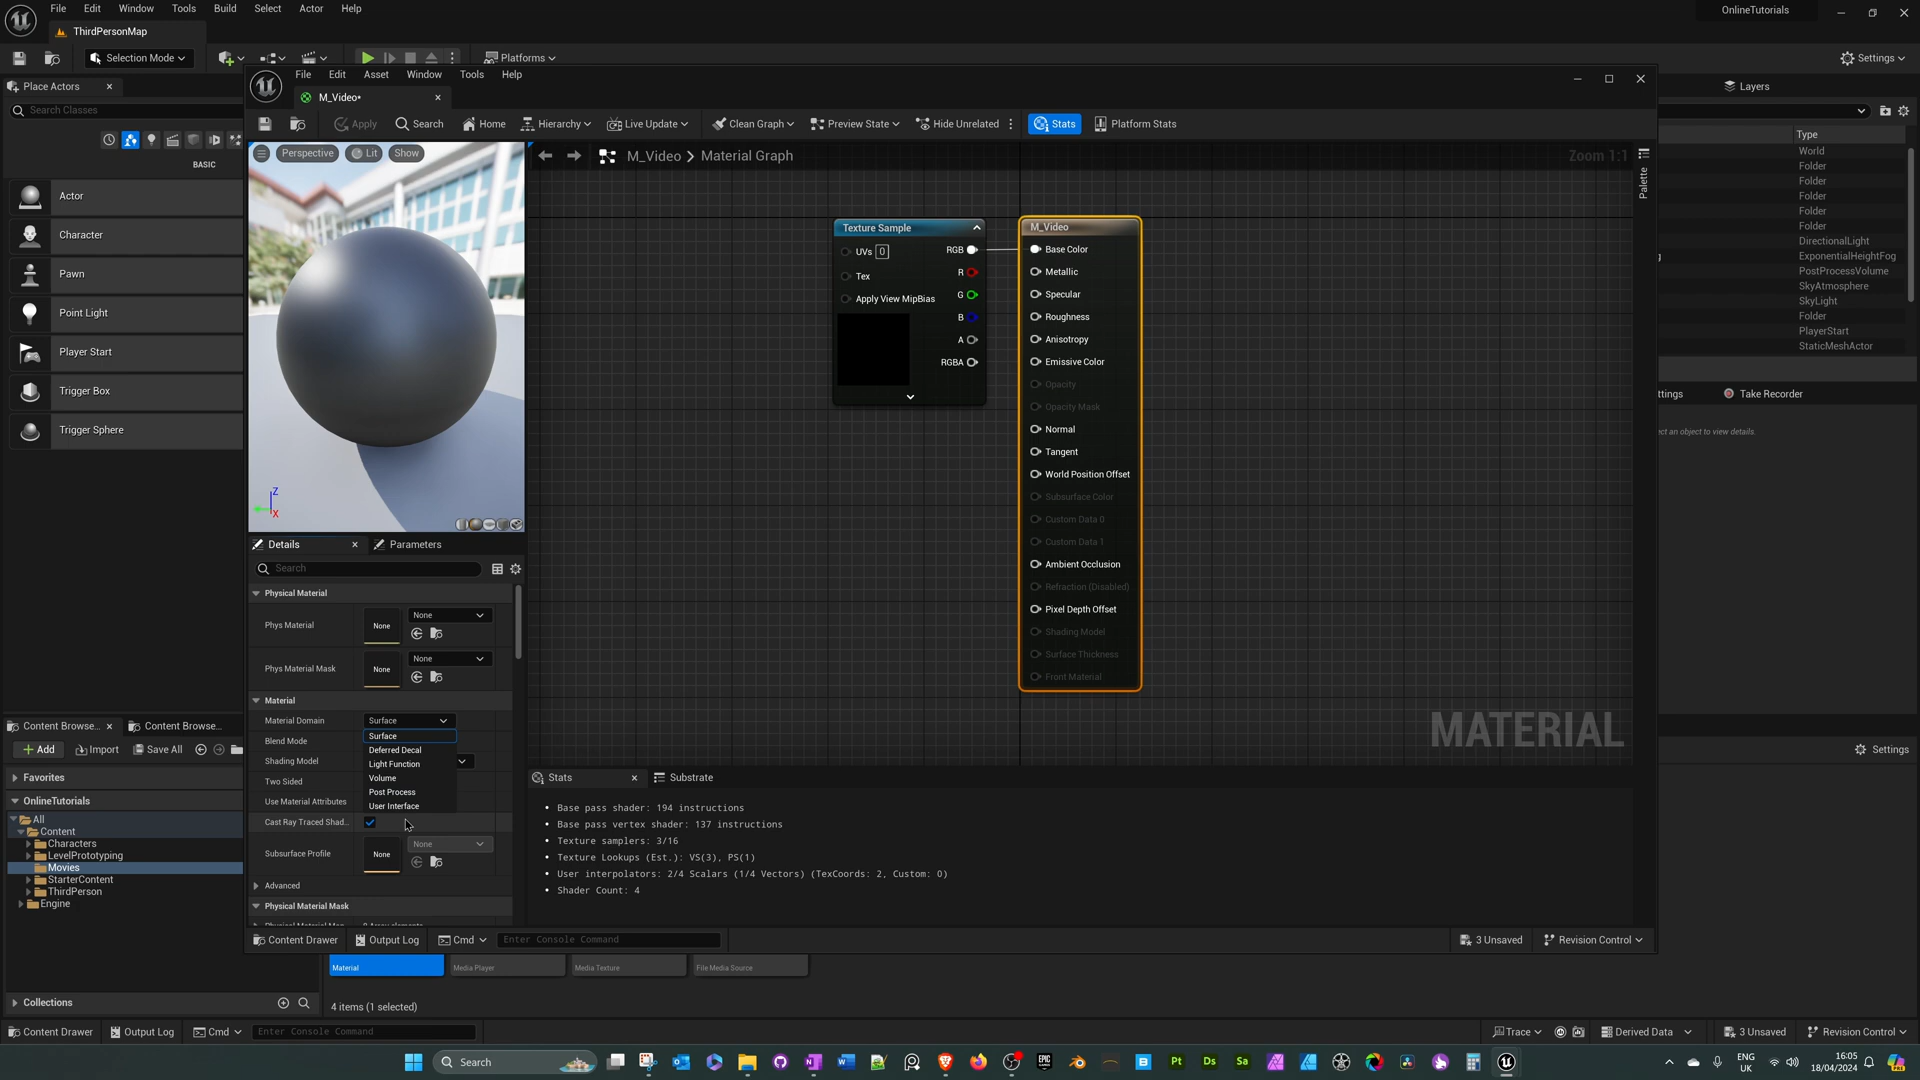 File Edit Window Tools Build Select Actor Help
OnlineTutorials
ThirdPersonMap
Selection Mode
Platforms
Settings
Place Actors
Search Classes
BASIC
Actor
Character
Pawn
Point Light
Player Start
Trigger Box
Trigger Sphere
File Edit Asset Window Tools Help
M_Video*
Apply
Search
Home
Hierarchy
Live Update
Clean Graph
Preview State
Hide Unrelated
Stats
Platform Stats
Perspective
Lit
Show
M_Video > Material Graph
Zoom 1:1
Palette
Texture Sample
UVs 0
Tex
Apply View MipBias
RGB
R
G
B
A
RGBA
M_Video
Base Color
Metallic
Specular
Roughness
Anisotropy
Emissive Color
Opacity
Opacity Mask
Normal
Tangent
World Position Offset
Subsurface Color
Custom Data 0
Custom Data 1
Ambient Occlusion
Refraction (Disabled)
Pixel Depth Offset
Shading Model
Surface Thickness
Front Material
MATERIAL
Z
X
Details
Parameters
Search
Physical Material
Phys Material
None
None
Phys Material Mask
None
None
Material
Material Domain
Surface
Blend Mode
Shading Model
Two Sided
Use Material Attributes
Cast Ray Traced Shad...
Surface
Deferred Decal
Light Function
Volume
Post Process
User Interface
Subsurface Profile
None
None
Advanced
Physical Material Mask
Stats
Substrate
Base pass shader: 194 instructions
Base pass vertex shader: 137 instructions
Texture samplers: 3/16
Texture Lookups (Est.): VS(3), PS(1)
User interpolators: 2/4 Scalars (1/4 Vectors) (TexCoords: 2, Custom: 0)
Shader Count: 4
Content Drawer
Output Log
Cmd
Enter Console Command
3 Unsaved
Revision Control
Layers
Type
World
Folder
Folder
Folder
Folder
Folder
DirectionalLight
ExponentialHeightFog
PostProcessVolume
SkyAtmosphere
SkyLight
Folder
PlayerStart
StaticMeshActor
ttings
Take Recorder
ect an object to view details.
Settings
Content Browse...
Content Browse...
Add
Import
Save All
Favorites
OnlineTutorials
All
Content
Characters
LevelPrototyping
Movies
StarterContent
ThirdPerson
Engine
Collections
Material
Media Player
Media Texture
File Media Source
4 items (1 selected)
Content Drawer
Output Log
Cmd
Enter Console Command
Trace
Derived Data
3 Unsaved
Revision Control
Search
EPIC
Pt
Ds
Sa
ENG
UK
16:05
18/04/2024